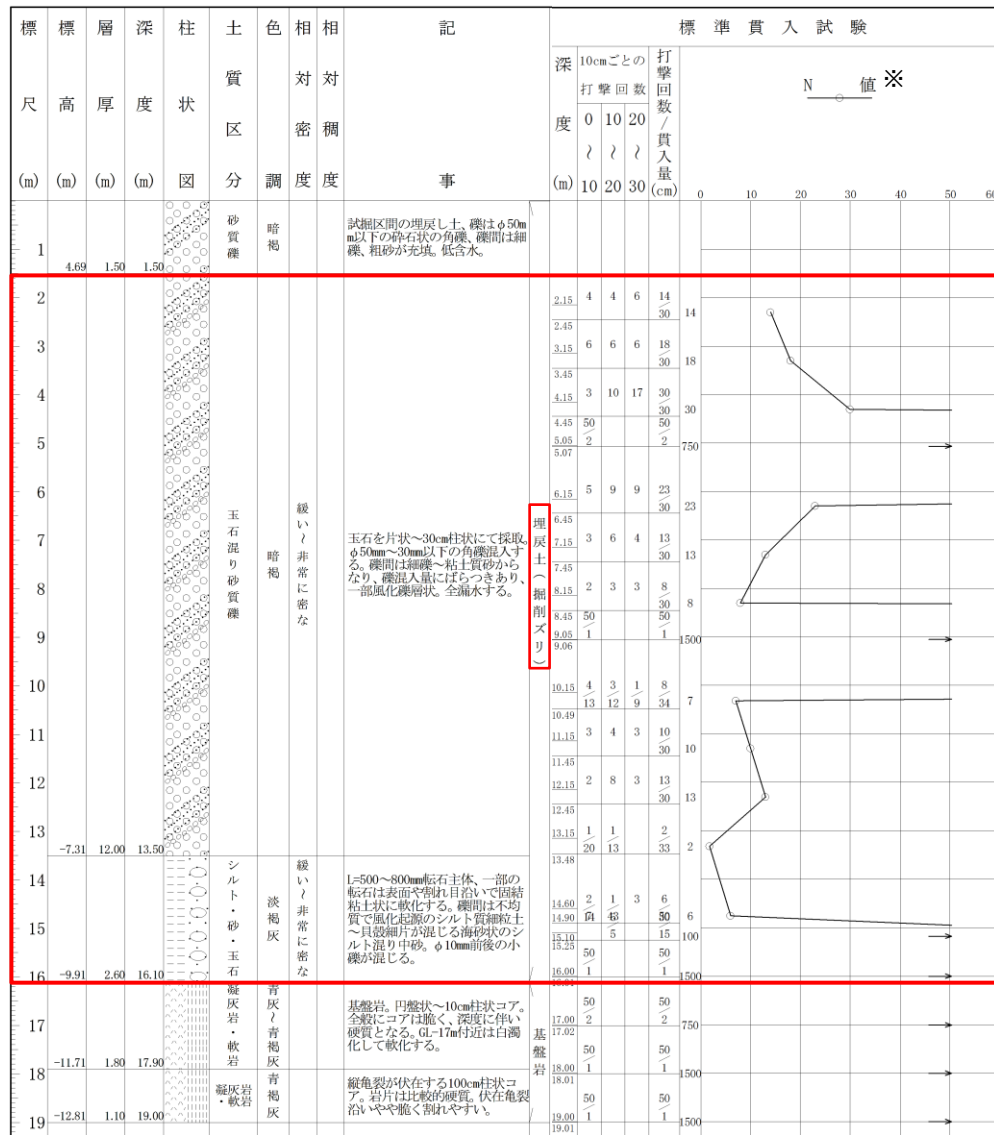 標尺(m)
標高(m)
層厚(m)
深度(m)
柱状図
土質区分
色調
相対密度
相対稠度
記事
標準貫入試験
深度(m)
10cmごとの
打撃回数
0〜10
10〜20
20〜30
打撃回数/貫入量(cm)
N 値 ※
0 10 20 30 40 50 60
1
4.69 1.50 1.50
砂質礫
暗褐
試掘区間の埋戻し土、礫はφ50m
m以下の砕石状の角礫、礫間は細
礫、粗砂が充填。低含水。
2
3
4
5
6
7
8
9
10
11
12
13
-7.31 12.00 13.50
玉石混り砂質礫
暗褐
緩い〜非常に密な
玉石を片状〜30cm柱状にて採取。
φ50mm〜30mm以下の角礫混入す
る。礫間は細礫〜粘土質砂から
なり、礫混入量にばらつきあり、
一部風化礫層状。全漏水する。
埋戻土(掘削ズリ)
2.15 4 4 6 14/30 14
2.45
3.15 6 6 6 18/30 18
3.45
4.15 3 10 17 30/30 30
4.45
5.05 50/2 50/2 750
5.07
6.15 5 9 9 23/30 23
6.45
7.15 3 6 4 13/30 13
7.45
8.15 2 3 3 8/30 8
8.45
9.05 50/1 50/1 1500
9.06
10.15 4/13 3/12 1/9 8/34 7
10.49
11.15 3 4 3 10/30 10
11.45
12.15 2 8 3 13/30 13
12.45
13.15 1/20 1/13 2/33 2
13.48
14
15
16
-9.91 2.60 16.10
シルト・砂・玉石
淡褐灰
緩い〜非常に密な
L=500〜800mm転石主体、一部の
転石は表面や割れ目沿いで固結
粘土状に軟化する。礫間は不均
質で風化起源のシルト質細粒土
〜貝殻細片が混じる海砂状のシ
ルト混り中砂。φ10mm前後の小
礫が混じる。
14.60 2 1 3 6 6
14.90
15.10 5 50/15 100
15.25
16.00 50/1 50/1 1500
17
-11.71 1.80 17.90
凝灰岩・軟岩
青灰〜青褐灰
基盤岩。円盤状〜10cm柱状コア。
全般にコアは脆く、深度に伴い
硬質となる。GL-17m付近は白濁
化して軟化する。
基盤岩
17.00 50/2 50/2 750
17.02
18.00 50/1 50/1 1500
18.01
18
19
-12.81 1.10 19.00
凝灰岩・軟岩
青褐灰
縦亀裂が伏在する100cm柱状コ
ア。岩片は比較的硬質。伏在亀裂
沿いやや脆く割れやすい。
19.00 50/1 50/1 1500
19.01